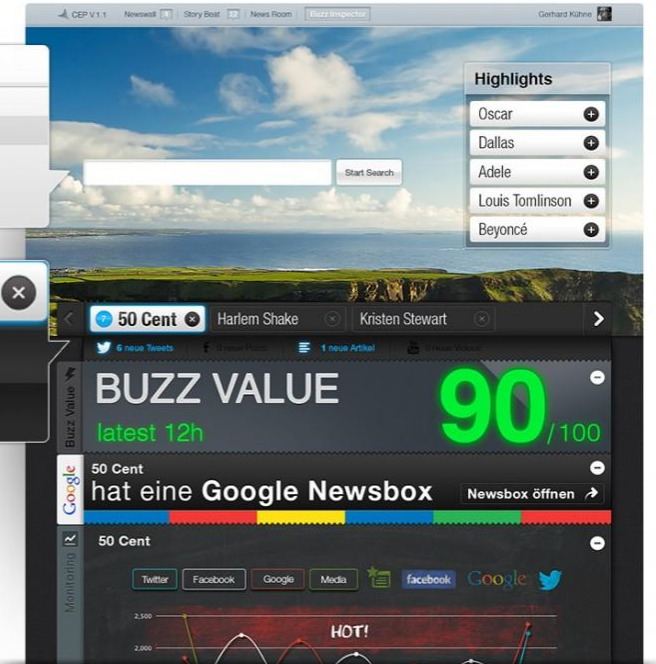 CEP V 1.1 Newswall Story Beat News Room Buzz Inspector Gerhard Kühne
Highlights
Oscar
Dallas
Adele
Louis Tomlinson
Beyoncé
Start Search
50 Cent Harlem Shake Kristen Stewart
6 neue Tweets 1 neue Artikel
Buzz Value
BUZZ VALUE
latest 12h
90/100
Google
50 Cent
hat eine Google Newsbox
Newsbox öffnen
Monitoring
50 Cent
Twitter Facebook Google Media facebook Google
2,500
HOT!
2,000